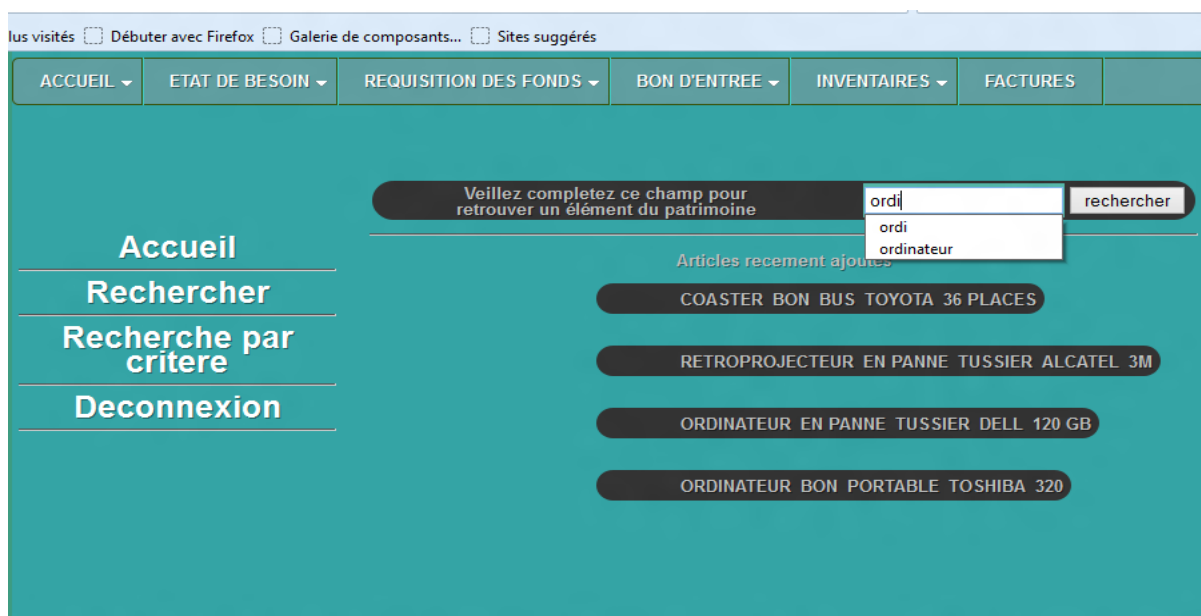 lus visités Débuter avec Firefox Galerie de composants... Sites suggérés
ACCUEIL ETAT DE BESOIN REQUISITION DES FONDS BON D'ENTREE INVENTAIRES FACTURES
Veillez completez ce champ pour
retrouver un élément du patrimoine
ordi
rechercher
ordi
ordinateur
Accueil
Rechercher
Recherche par
critere
Deconnexion
Articles recement ajoutés
COASTER BON BUS TOYOTA 36 PLACES
RETROPROJECTEUR EN PANNE TUSSIER ALCATEL 3M
ORDINATEUR EN PANNE TUSSIER DELL 120 GB
ORDINATEUR BON PORTABLE TOSHIBA 320